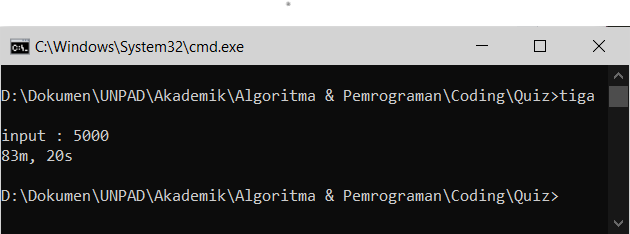 C:\Windows\System32\cmd.exe
D:\Dokumen\UNPAD\Akademik\Algoritma & Pemrograman\Coding\Quiz>tiga
input : 5000
83m, 20s
D:\Dokumen\UNPAD\Akademik\Algoritma & Pemrograman\Coding\Quiz>